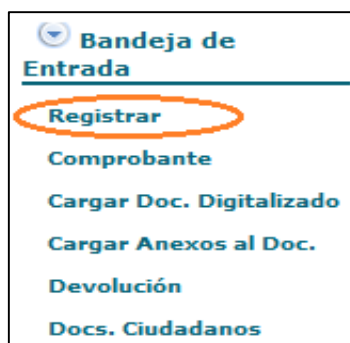 Bandeja de
Entrada
Registrar
Comprobante
Cargar Doc. Digitalizado
Cargar Anexos al Doc.
Devolución
Docs. Ciudadanos